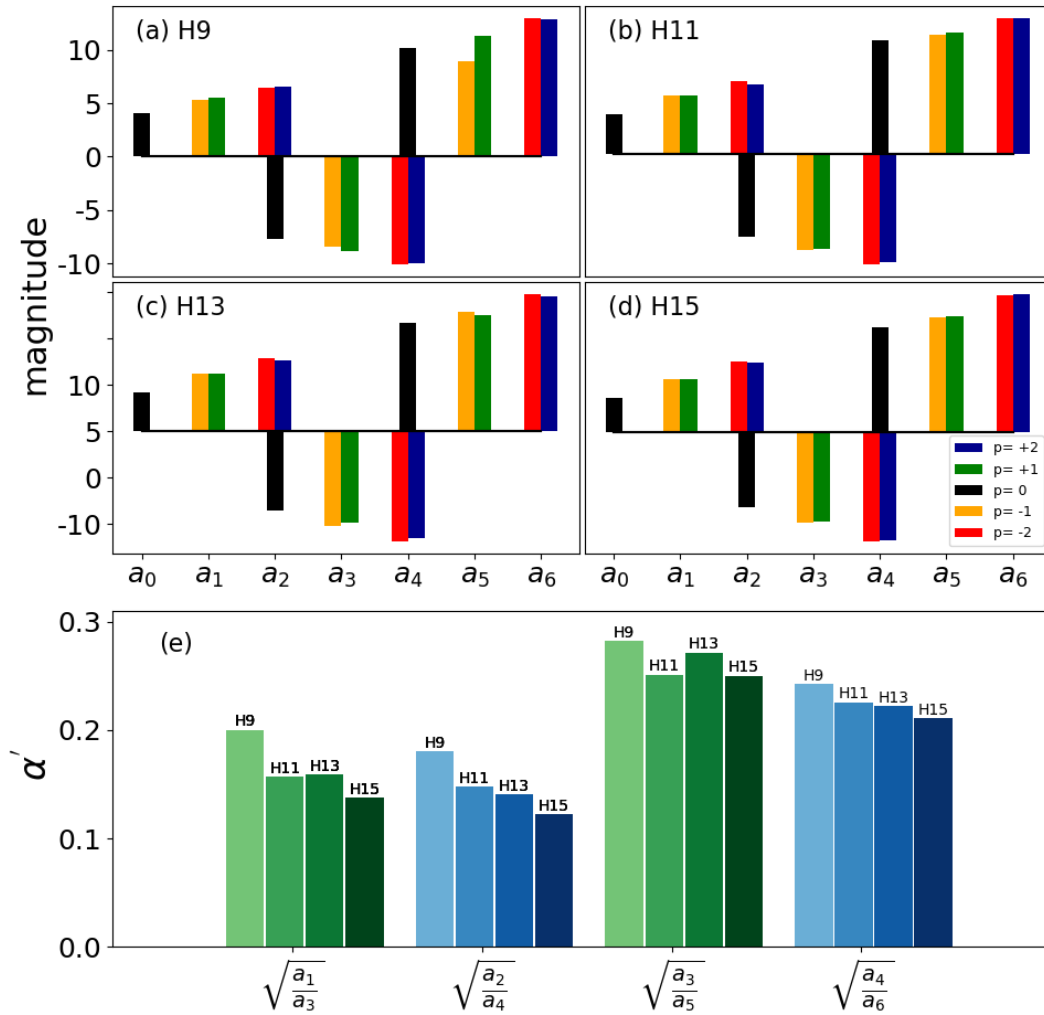 (a) H9
(b) H11
10
5
0
-5
-10
magnitude
(c) H13
(d) H15
10
5
0
-10
p= +2
p= +1
p= 0
p= -1
p= -2
a0 a1 a2 a3 a4 a5 a6
a0 a1 a2 a3 a4 a5 a6
(e)
0.3
0.2
0.1
0.0
α′
H9 H11 H13 H15
H9 H11 H13 H15
H9 H11 H13 H15
H9 H11 H13 H15
√a1/a3 √a2/a4 √a3/a5 √a4/a6